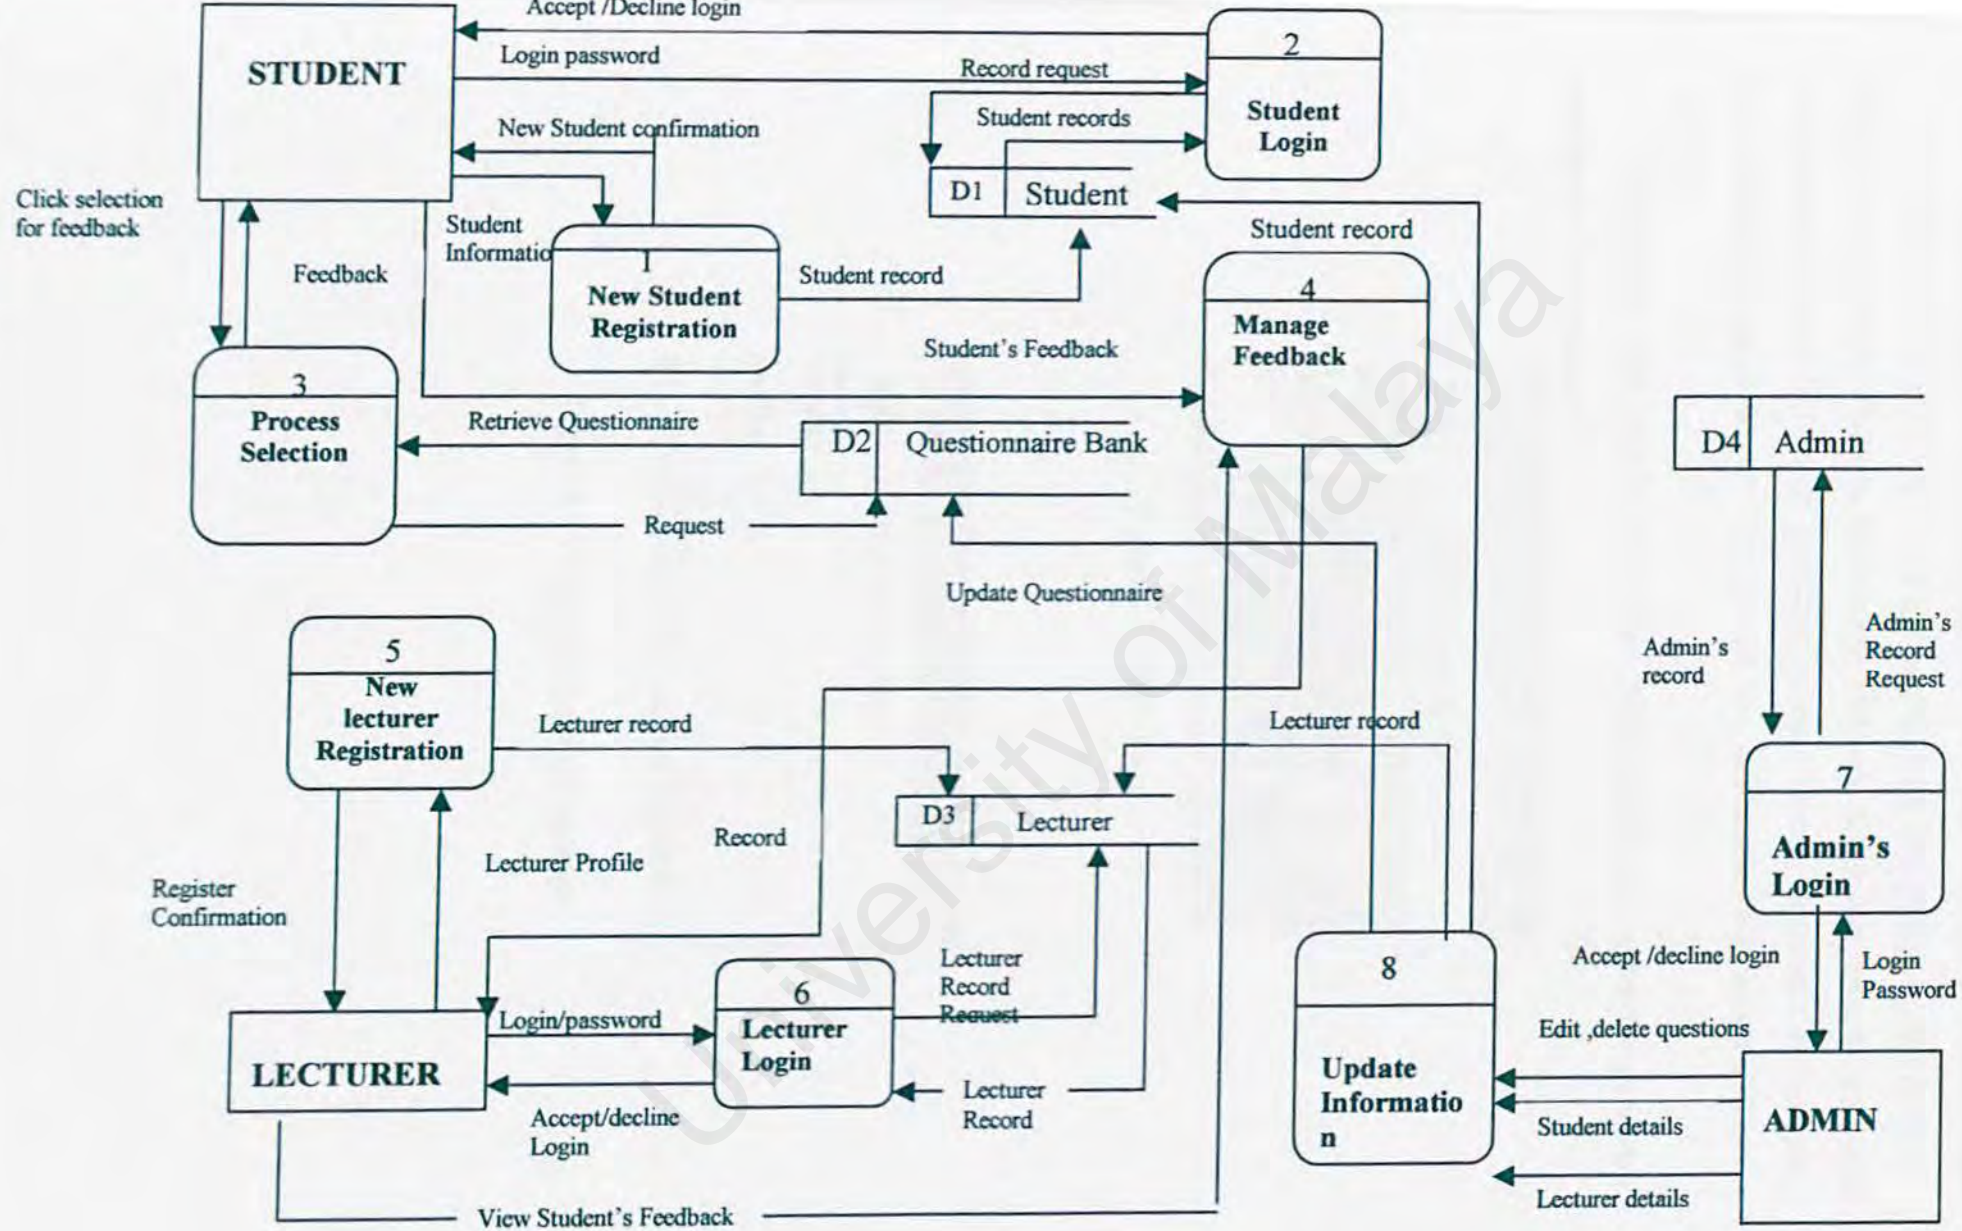 Accept /Decline login
STUDENT
Login password
Record request
2
Student
Login
New Student confirmation
Student records
D1
Student
Click selection
for feedback
Student
Informatio
Feedback
1
New Student
Registration
Student record
Student record
4
Manage
Feedback
Student's Feedback
3
Process
Selection
Retrieve Questionnaire
D2
Questionnaire Bank
D4
Admin
Request
Update Questionnaire
5
New
lecturer
Registration
Admin's
record
Admin's
Record
Request
Lecturer record
Lecturer record
7
Admin's
Login
D3
Lecturer
Record
Lecturer Profile
Register
Confirmation
Lecturer
Record
Request
6
Lecturer
Login
8
Update
Informatio
n
Accept /decline login
Login
Password
Login/password
LECTURER
Edit ,delete questions
Lecturer
Record
Accept/decline
Login
Student details
ADMIN
Lecturer details
View Student's Feedback
University of Malaya